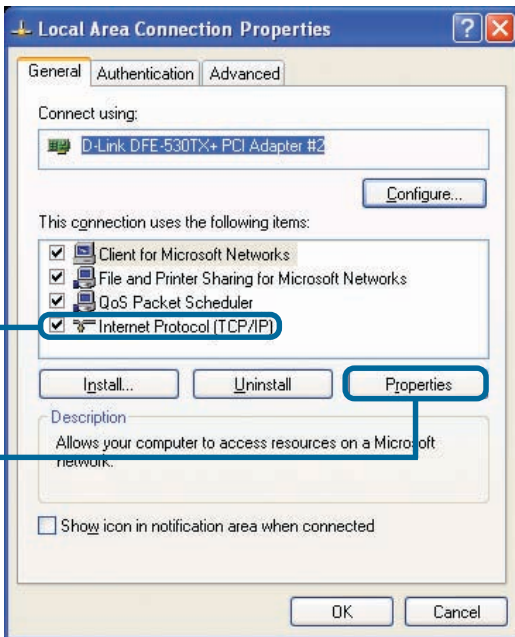 Local Area Connection Properties
General Authentication Advanced
Connect using:
D-Link DFE-530TX+ PCI Adapter #2
Configure...
This connection uses the following items:
Client for Microsoft Networks
File and Printer Sharing for Microsoft Networks
QoS Packet Scheduler
Internet Protocol (TCP/IP)
Install... Uninstall Properties
Description
Allows your computer to access resources on a Microsoft
network.
Show icon in notification area when connected
OK Cancel